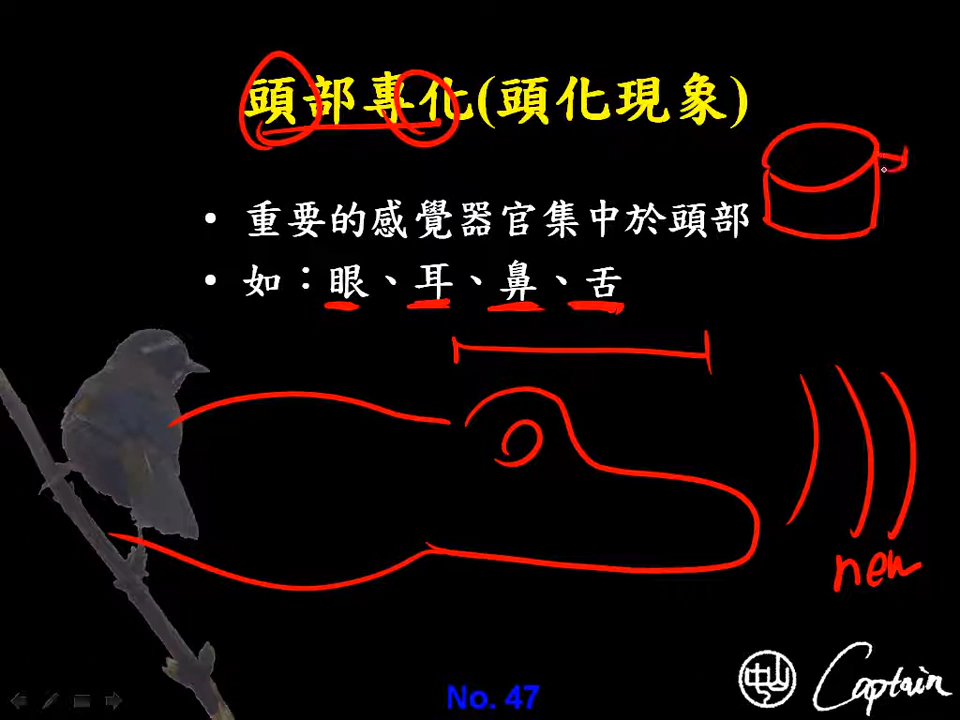 頭部專化(頭化現象)
• 重要的感覺器官集中於頭部
• 如：眼、耳、鼻、舌
new
No. 47
Captain